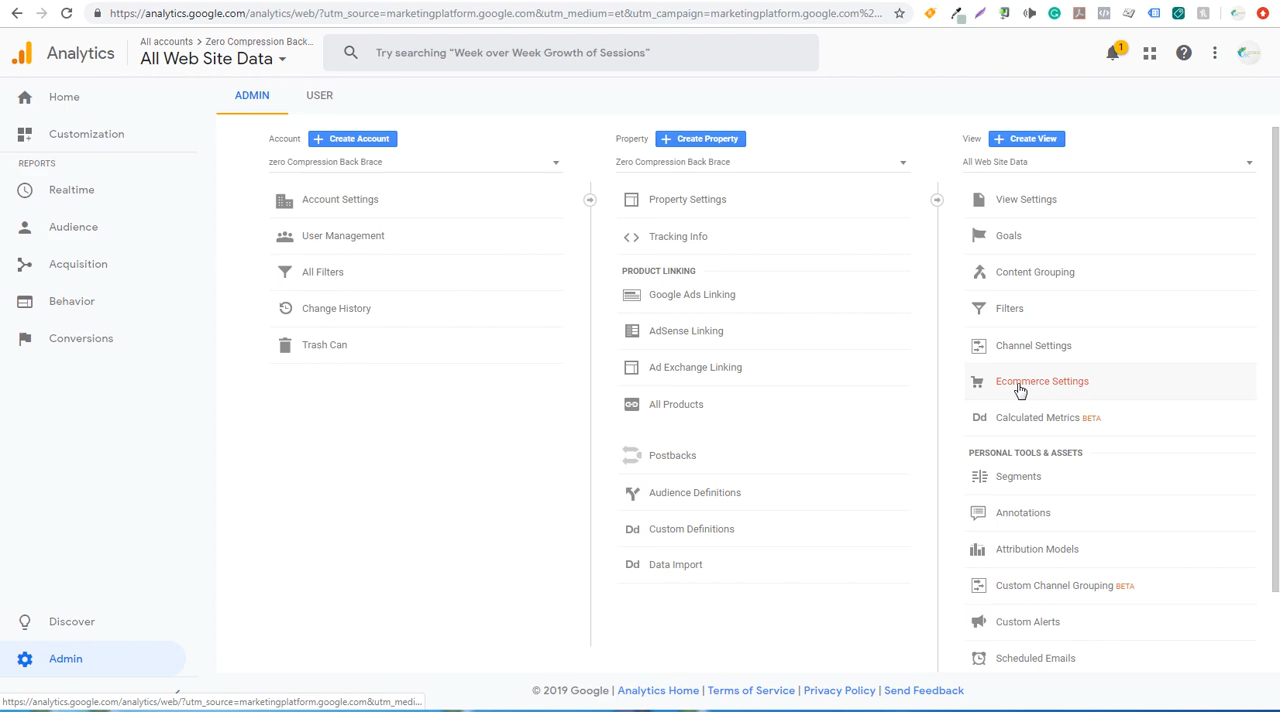 https://analytics.google.com/analytics/web/?utm_source=marketingplatform.google.com&utm_medium=et&utm_campaign=marketingplatform.google.com%2...
Analytics
All accounts > Zero Compression Back...
All Web Site Data
Try searching "Week over Week Growth of Sessions"
1
Home
Customization
REPORTS
Realtime
Audience
Acquisition
Behavior
Conversions
Discover
Admin
ADMIN
USER
Account
Create Account
zero Compression Back Brace
Account Settings
User Management
All Filters
Change History
Trash Can
Property
Create Property
Zero Compression Back Brace
Property Settings
Tracking Info
PRODUCT LINKING
Google Ads Linking
AdSense Linking
Ad Exchange Linking
All Products
Postbacks
Audience Definitions
Dd Custom Definitions
Dd Data Import
View
Create View
All Web Site Data
View Settings
Goals
Content Grouping
Filters
Channel Settings
Ecommerce Settings
Dd Calculated Metrics BETA
PERSONAL TOOLS & ASSETS
Segments
Annotations
Attribution Models
Custom Channel Grouping BETA
Custom Alerts
Scheduled Emails
© 2019 Google | Analytics Home | Terms of Service | Privacy Policy | Send Feedback
https://analytics.google.com/analytics/web/?utm_source=marketingplatform.google.com&utm_medi...